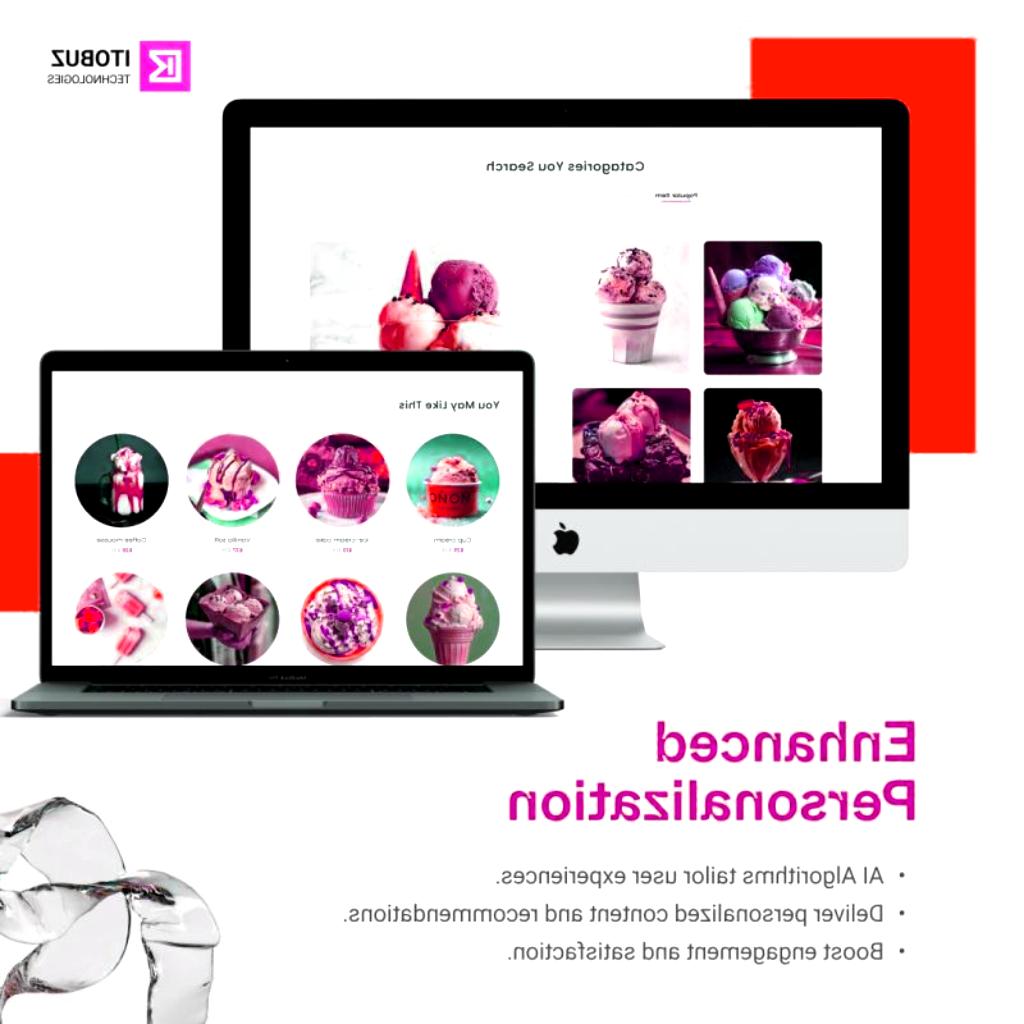 ITOBUZ
TECHNOLOGIES
Catagories You Search
Popular Item
You May Like This
Cup cream
Ice-cream cake
Vanilla Roll
Coffee mousse
Enhanced
Personalization
• AI Algorithms tailor user experiences.
• Deliver personalized content and recommendations.
• Boost engagement and satisfaction.